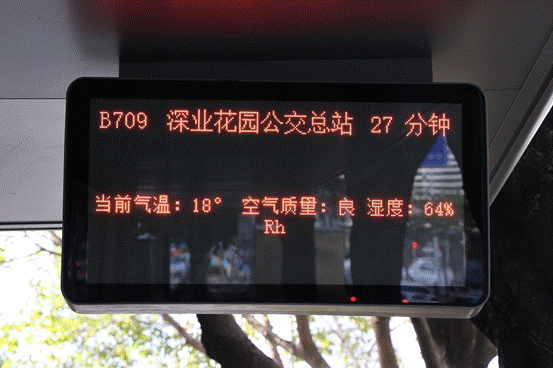 B709 深业花园公交总站 27 分钟
当前气温：18° 空气质量：良 湿度：64%
Rh